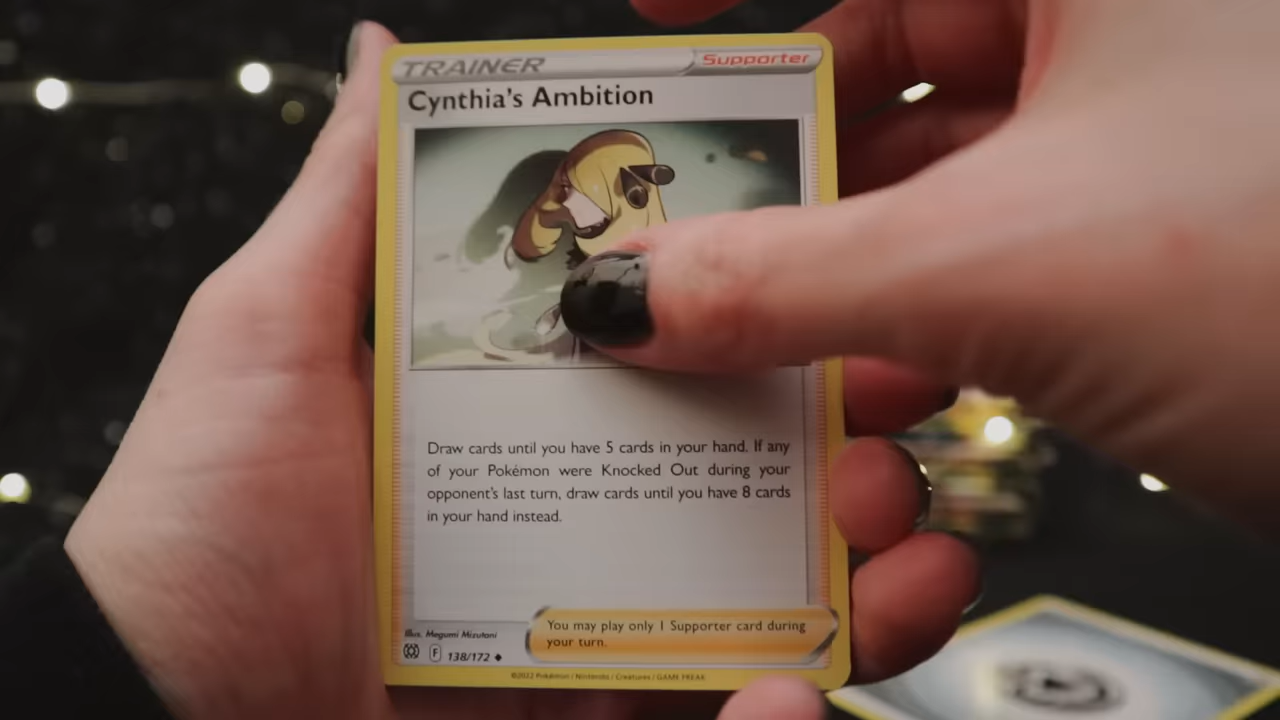 TRAINER Supporter
Cynthia's Ambition
Draw cards until you have 5 cards in your hand. If any
of your Pokémon were Knocked Out during your
opponent's last turn, draw cards until you have 8 cards
in your hand instead.
You may play only 1 Supporter card during
your turn.
Illus. Megumi Mizutani
F 138/172
©2022 Pokémon / Nintendo / Creatures / GAME FREAK